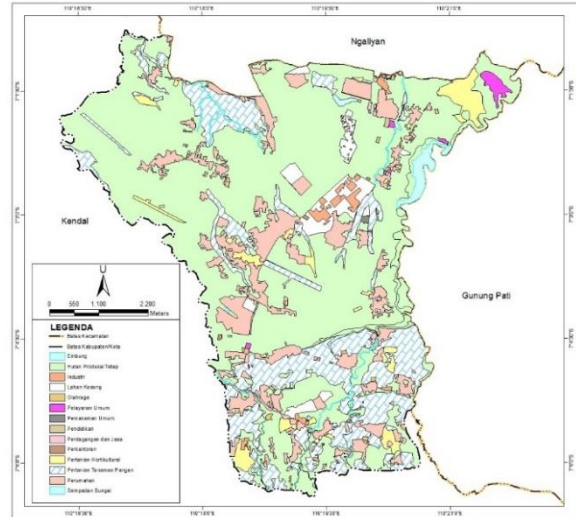 Ngaliyan
Kendal
Gunung Pati
U
0 550 1.100 2.200
Meters
LEGENDA
Batas Kecamatan
Batas Kabupaten/Kota
Embung
Hutan Produksi Tetap
Industri
Lahan Kosong
Olahraga
Pelayanan Umum
Pemakaman Umum
Pendidikan
Perdagangan dan Jasa
Perkantoran
Pertanian Hortikultural
Pertanian Tanaman Pangan
Perumahan
Sempadan Sungai